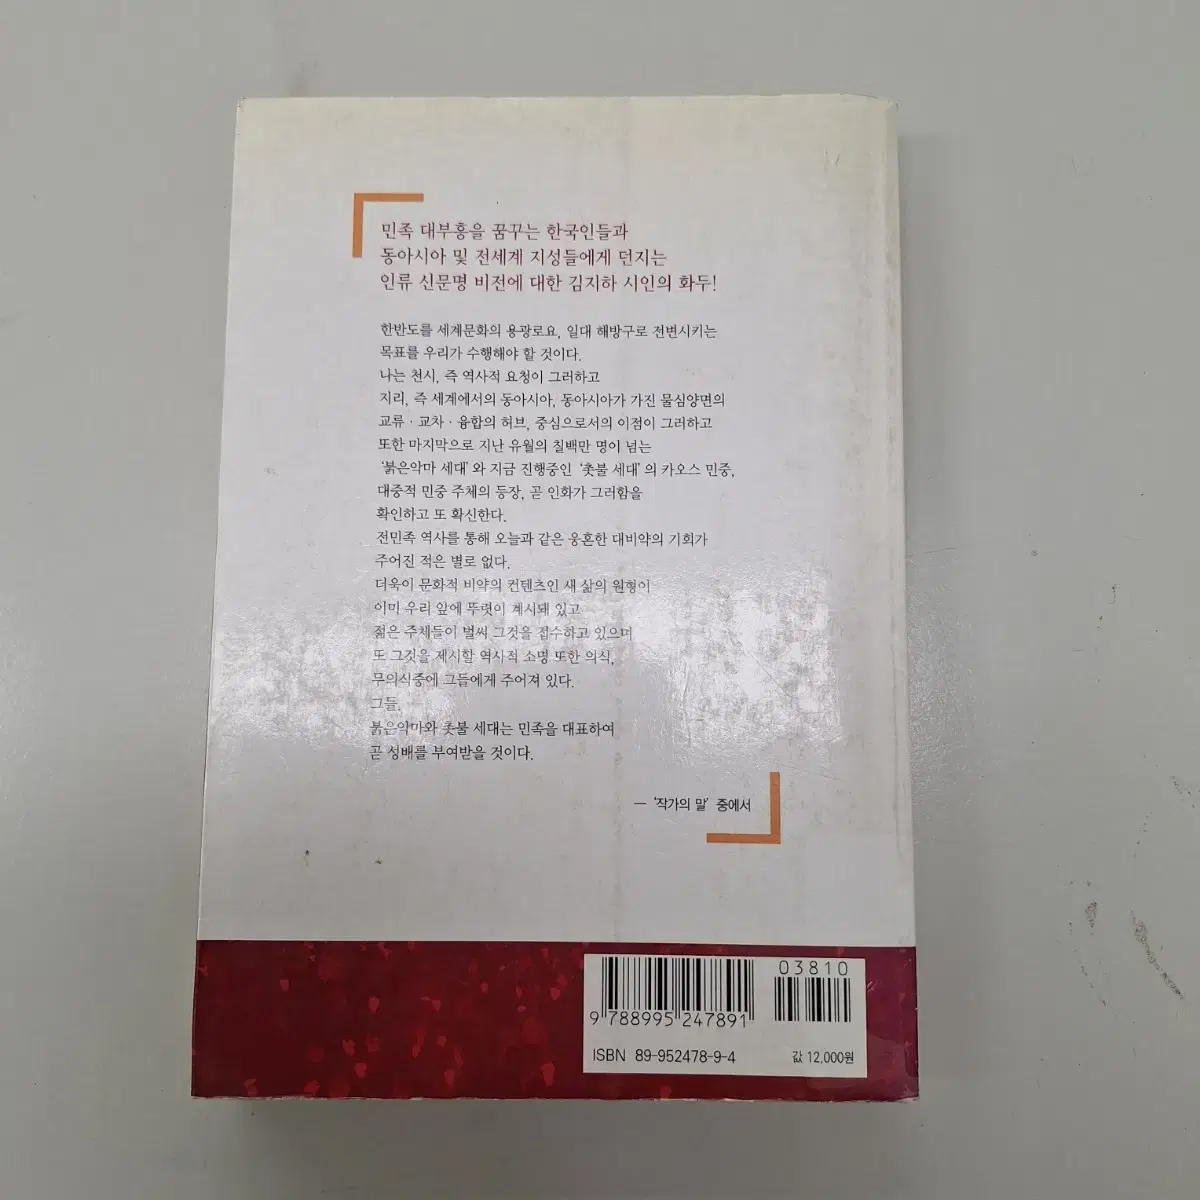 민족 대부흥을 꿈꾸는 한국인들과
동아시아 및 전세계 지성들에게 던지는
인류 신문명 비전에 대한 김지하 시인의 화두!
한반도를 세계문화의 용광로요, 일대 해방구로 전변시키는
목표를 우리가 수행해야 할 것이다.
나는 천시, 즉 역사적 요청이 그러하고
지리, 즉 세계에서의 동아시아, 동아시아가 가진 물심양면의
교류 · 교차 · 융합의 허브, 중심으로서의 이점이 그러하고
또한 마지막으로 지난 유월의 칠백만 명이 넘는
'붉은악마 세대'와 지금 진행중인 '촛불 세대'의 카오스 민중,
대중적 민중 주체의 등장, 곧 인화가 그러함을
확인하고 또 확신한다.
전민족 역사를 통해 오늘과 같은 웅혼한 대비약의 기회가
주어진 적은 별로 없다.
더욱이 문화적 비약의 컨텐츠인 새 삶의 원형이
이미 우리 앞에 뚜렷이 계시돼 있고
젊은 주체들이 벌써 그것을 접수하고 있으며
또 그것을 제시할 역사적 소명 또한 의식,
무의식중에 그들에게 주어져 있다.
그들,
붉은악마와 촛불 세대는 민족을 대표하여
곧 성배를 부여받을 것이다.
— '작가의 말' 중에서
03810
9 788995 247891
ISBN 89-952478-9-4
값 12,000원